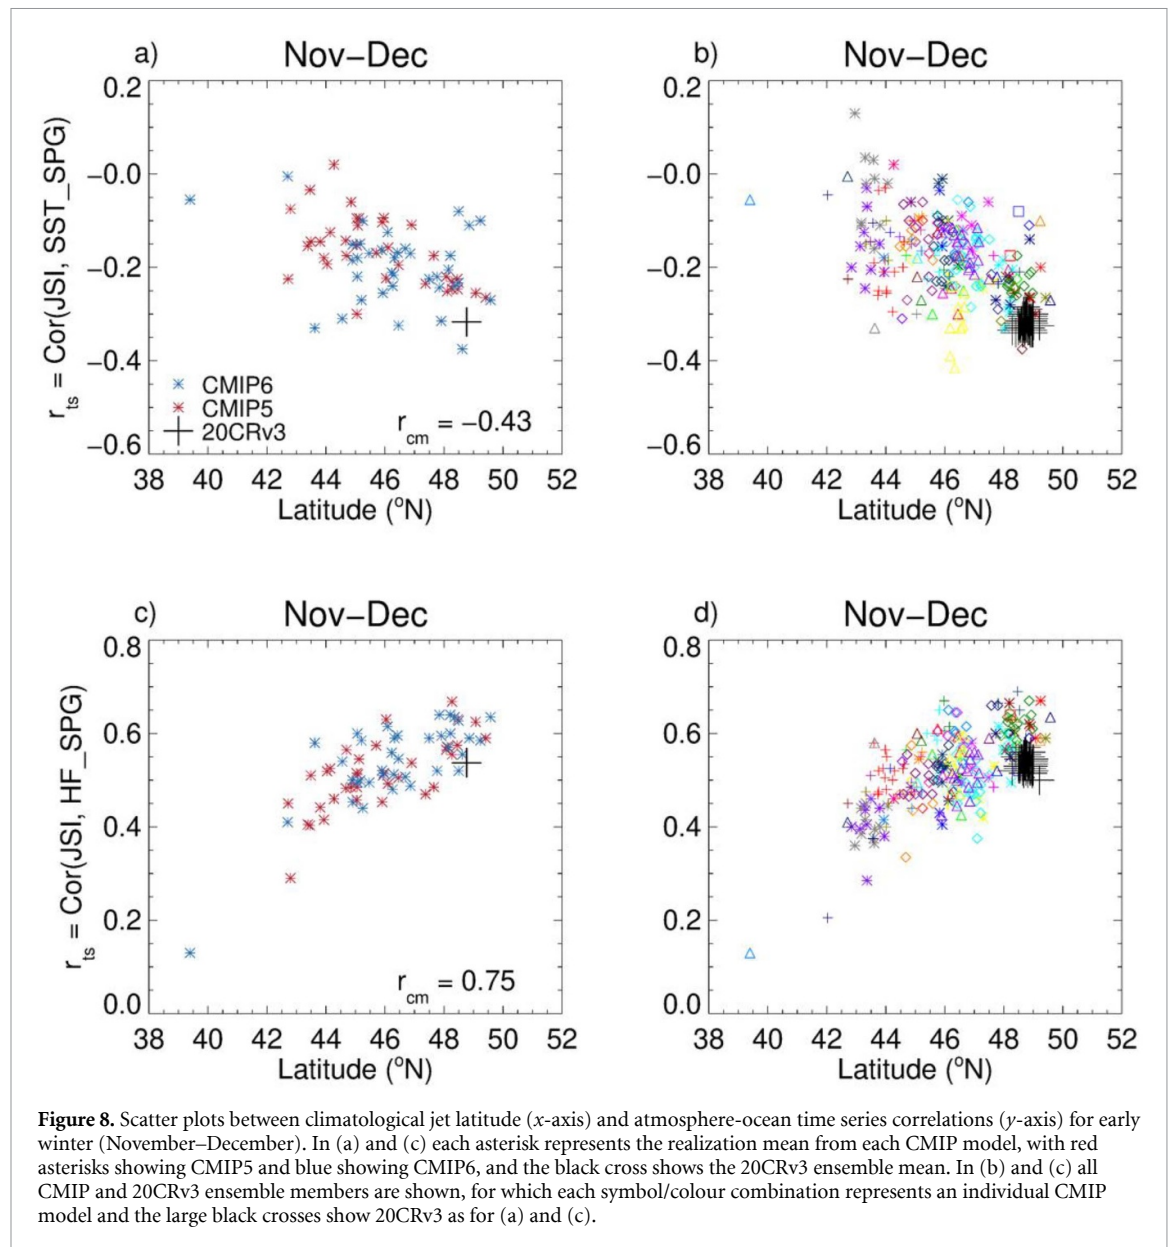 a) Nov–Dec
0.2
−0.0
−0.2
−0.4
−0.6
r_ts = Cor(JSI, SST_SPG)
CMIP6
CMIP5
20CRv3
r_cm = −0.43
38 40 42 44 46 48 50 52
Latitude (°N)
b) Nov–Dec
0.2
−0.0
−0.2
−0.4
−0.6
38 40 42 44 46 48 50 52
Latitude (°N)
c) Nov–Dec
0.8
0.6
0.4
0.2
0.0
r_ts = Cor(JSI, HF_SPG)
r_cm = 0.75
38 40 42 44 46 48 50 52
Latitude (°N)
d) Nov–Dec
0.8
0.6
0.4
0.2
0.0
38 40 42 44 46 48 50 52
Latitude (°N)
Figure 8. Scatter plots between climatological jet latitude (x-axis) and atmosphere-ocean time series correlations (y-axis) for early
winter (November–December). In (a) and (c) each asterisk represents the realization mean from each CMIP model, with red
asterisks showing CMIP5 and blue showing CMIP6, and the black cross shows the 20CRv3 ensemble mean. In (b) and (c) all
CMIP and 20CRv3 ensemble members are shown, for which each symbol/colour combination represents an individual CMIP
model and the large black crosses show 20CRv3 as for (a) and (c).